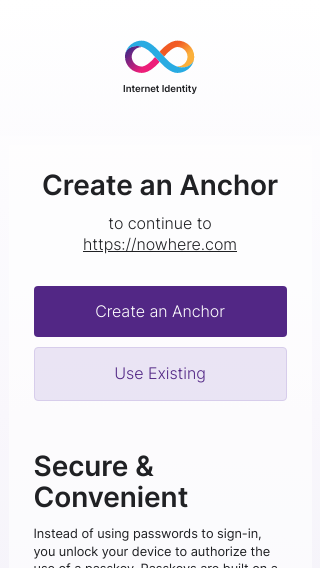 Internet Identity
Create an Anchor
to continue to
https://nowhere.com
Create an Anchor
Use Existing
Secure &
Convenient
Instead of using passwords to sign-in,
you unlock your device to authorize the
use of a passkey. Passkeys are built on a